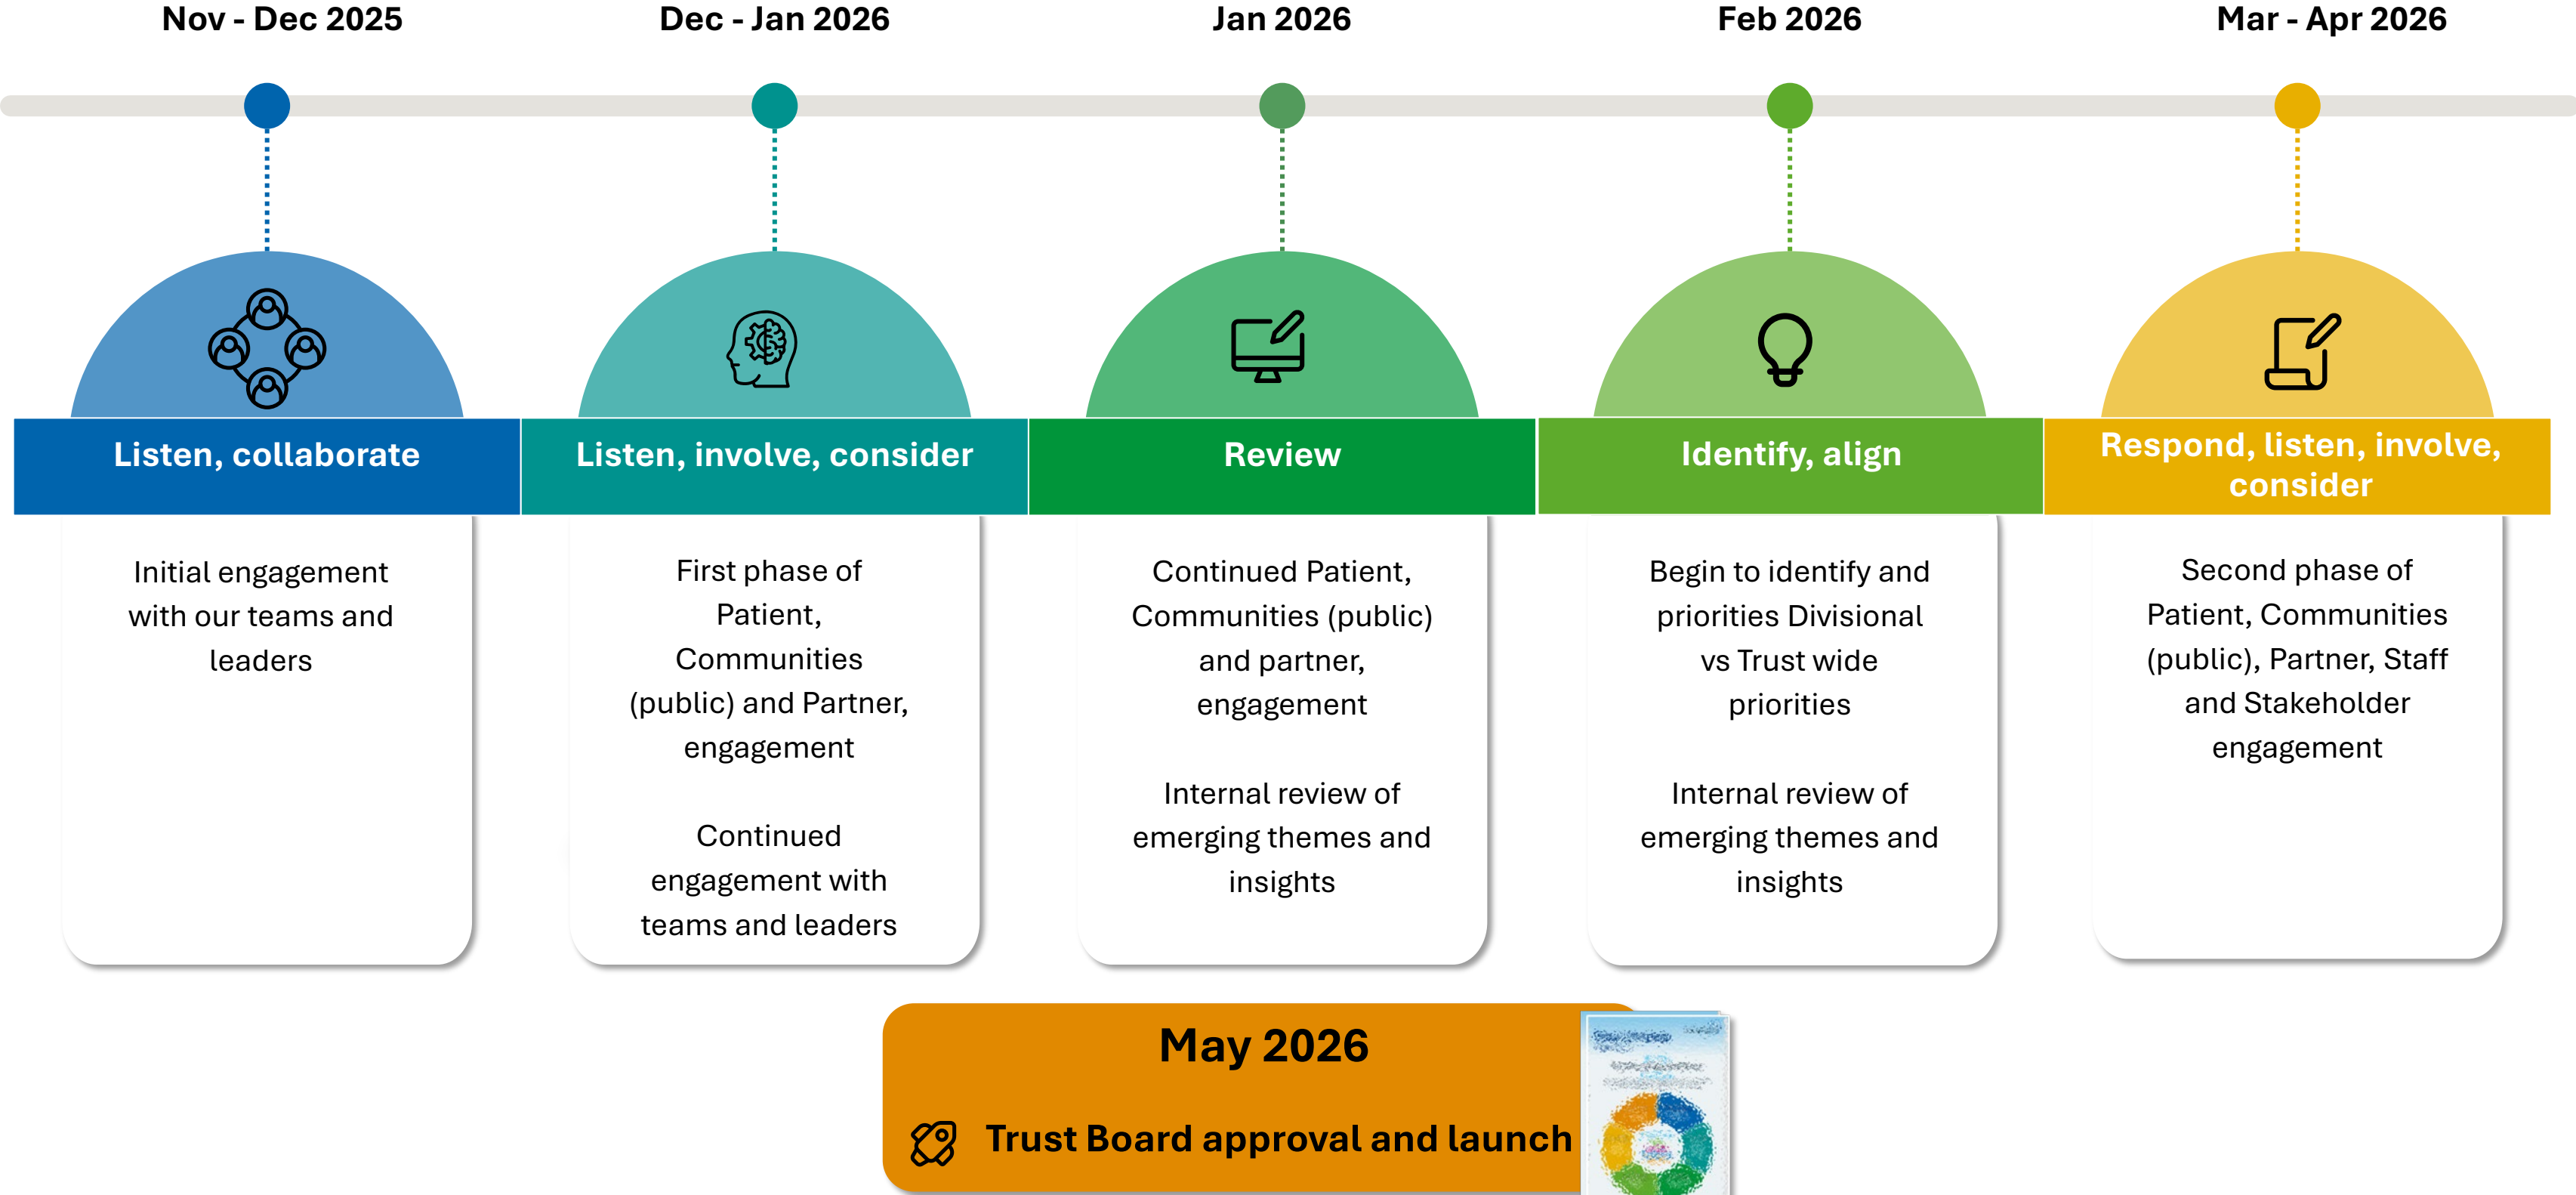 Nov - Dec 2025
Dec - Jan 2026
Jan 2026
Feb 2026
Mar - Apr 2026
Listen, collaborate
Listen, involve, consider
Review
Identify, align
Respond, listen, involve,
consider
Initial engagement
with our teams and
leaders
First phase of
Patient,
Communities
(public) and Partner,
engagement
Continued
engagement with
teams and leaders
Continued Patient,
Communities (public)
and partner,
engagement
Internal review of
emerging themes and
insights
Begin to identify and
priorities Divisional
vs Trust wide
priorities
Internal review of
emerging themes and
insights
Second phase of
Patient, Communities
(public), Partner, Staff
and Stakeholder
engagement
May 2026
Trust Board approval and launch